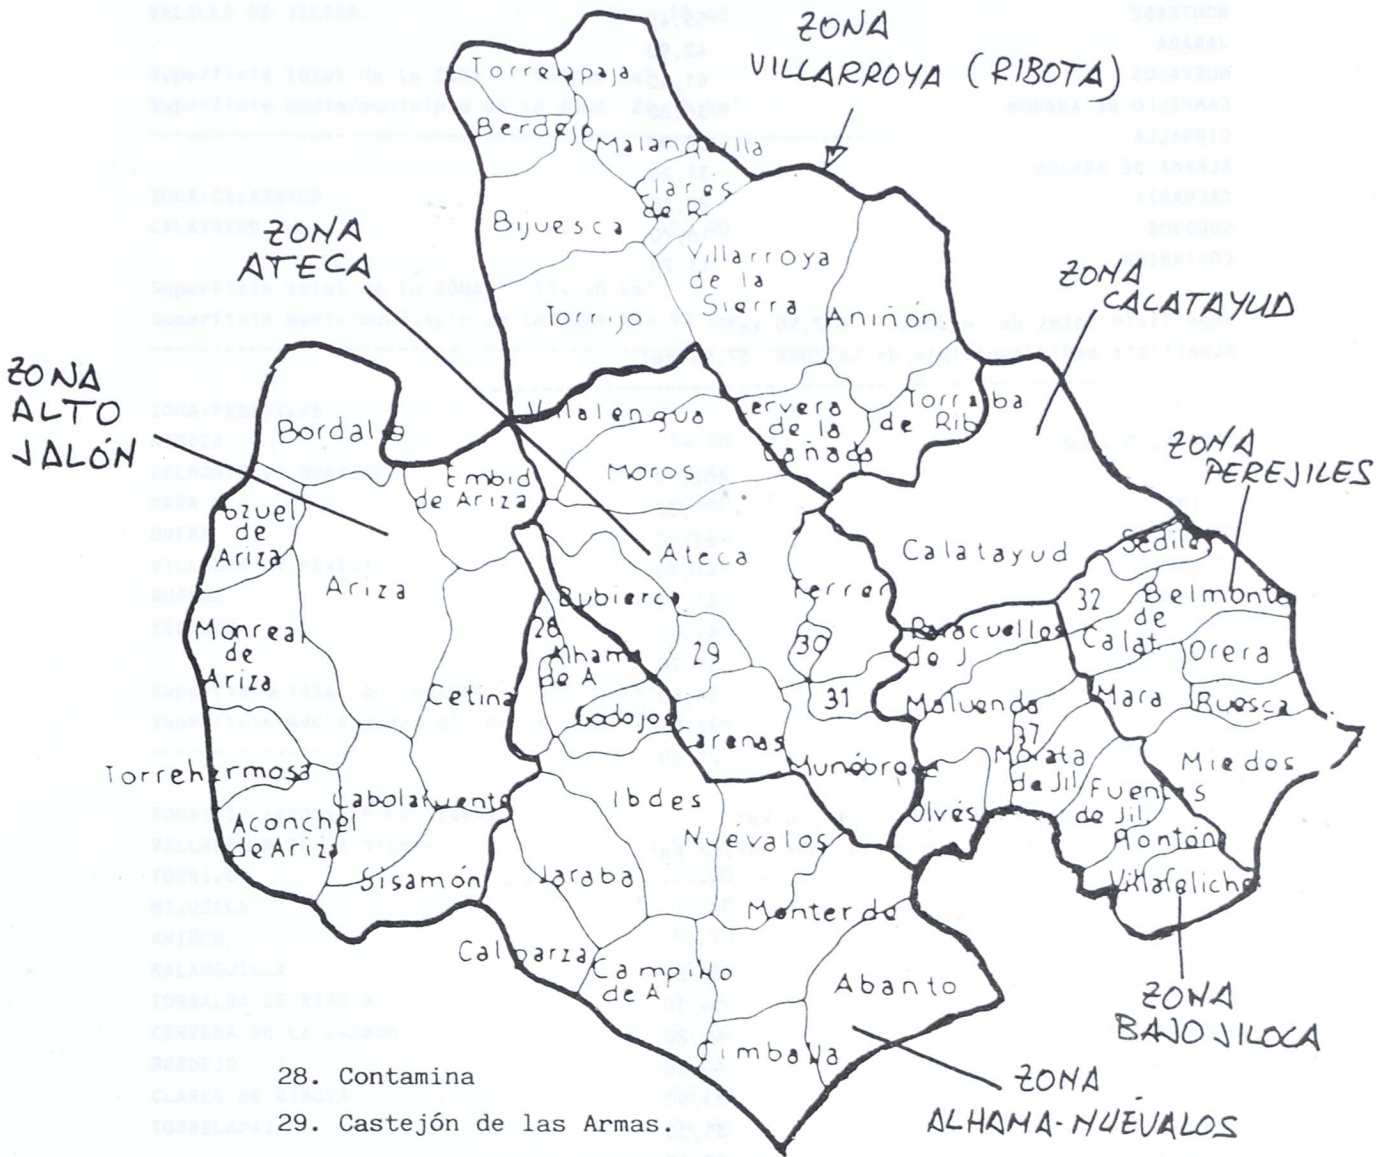 ZONA
VILLARROYA (RIBOTA)
Torrelapaja
Berdejo
Malanquilla
Clares
de R.
Bijuesca
ZONA
ATECA
Villarroya
de la
Sierra
Torrijo
Aniñón
ZONA
CALATAYUD
ZONA
ALTO
JALÓN
Bordalba
Villalengua
Cervera
de la
Cañada
Torralba
de Rib
ZONA
PEREJILES
Moros
Embid
de Ariza
Pozuel
de
Ariza
Ariza
Ateca
Calatayud
Sediles
Bubierca
Terrer
32
Belmonte
de
Calat.
28
Monreal
de
Ariza
Alhama
de A
29
30
Paracuellos
de J
Orera
Cetina
Godojos
31
Maluenda
Mara
Ruesca
Carenas
37
Torrehermosa
Munébrega
Morata
de Jil
Miedes
Cabolafuente
Ibdes
Olvés
Fuentes
de Jil
Aconchel
de Ariza
Nuévalos
Montón
Sisamón
Jaraba
Villafeliche
Monterde
Calmarza
Campillo
de A
Abanto
ZONA
BAJO JILOCA
Cimballa
ZONA
ALHAMA-NUÉVALOS
28. Contamina
29. Castejón de las Armas.